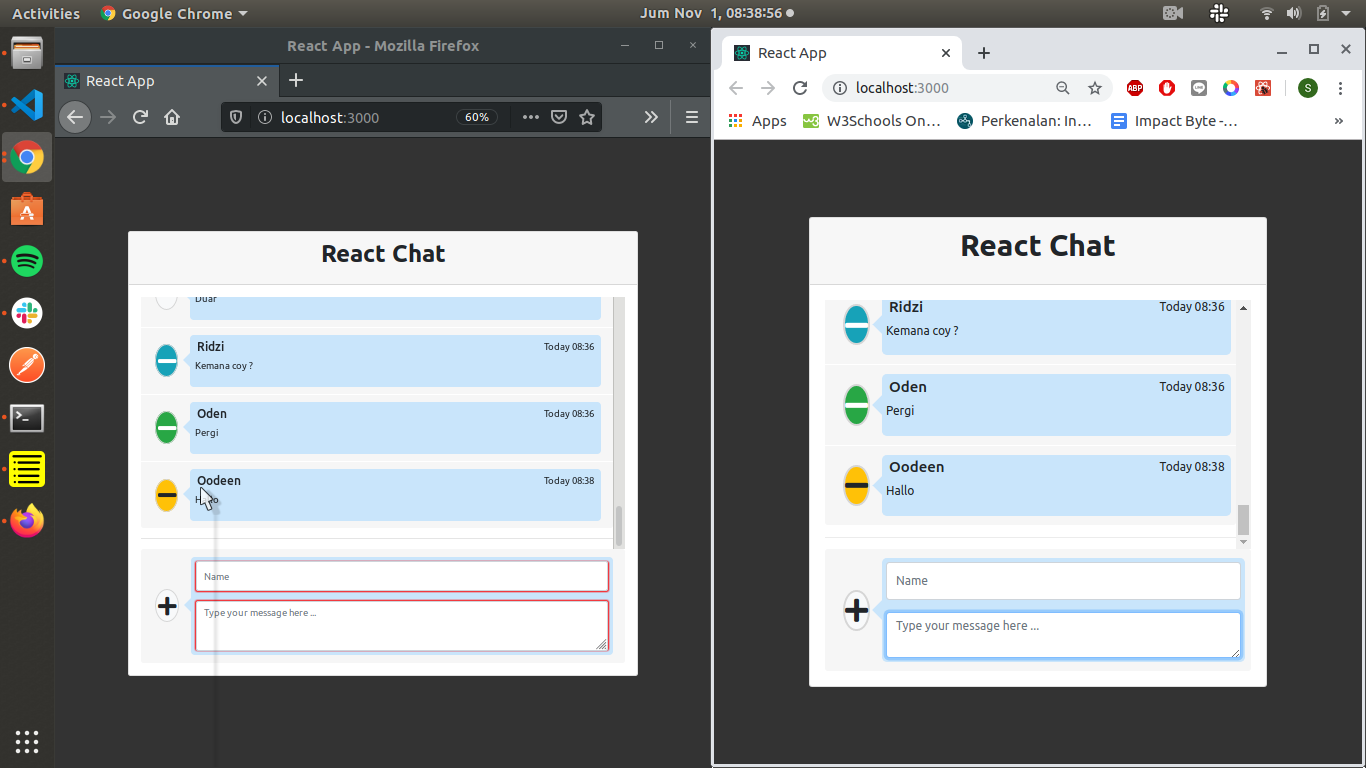 Activities
Google Chrome
Jum Nov 1, 08:38:56
React App - Mozilla Firefox
React App
localhost:3000
60%
React Chat
Duar
Ridzi
Today 08:36
Kemana coy ?
Oden
Today 08:36
Pergi
Oodeen
Today 08:38
Name
Type your message here ...
React App
localhost:3000
ABP
S
Apps
w3
W3Schools On...
Perkenalan: In...
Impact Byte -...
React Chat
Ridzi
Today 08:36
Kemana coy ?
Oden
Today 08:36
Pergi
Oodeen
Today 08:38
Hallo
Name
Type your message here ...